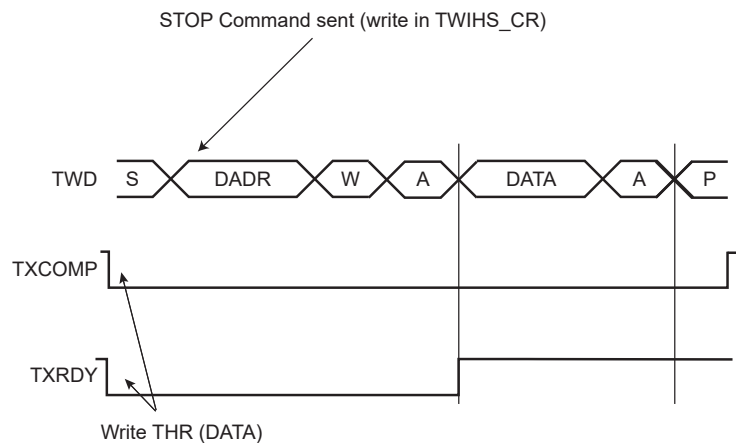 STOP Command sent (write in TWIHS_CR)
TWD S DADR W A DATA A P
TXCOMP
TXRDY
Write THR (DATA)